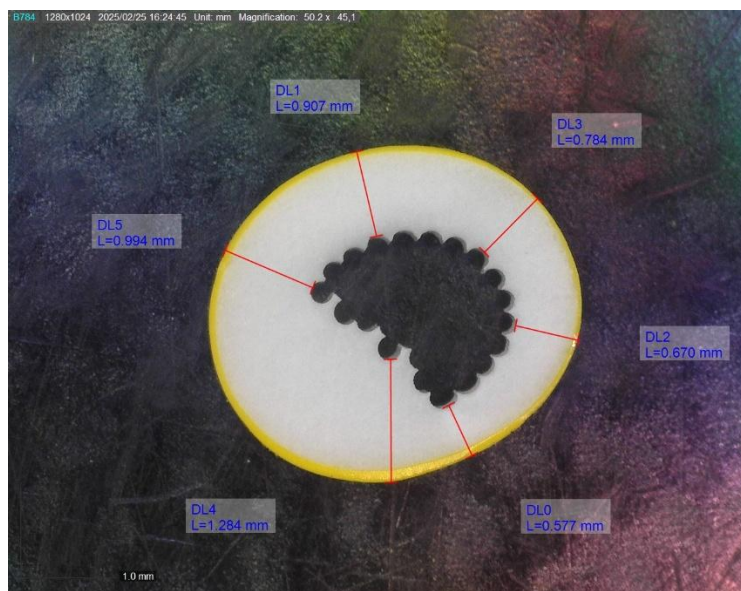 B784 1280x1024 2025/02/25 16:24:45 Unit: mm Magnification: 50.2 x 45,1
DL1
L=0.907 mm
DL3
L=0.784 mm
DL5
L=0.994 mm
DL2
L=0.670 mm
DL4
L=1.284 mm
DL0
L=0.577 mm
1.0 mm